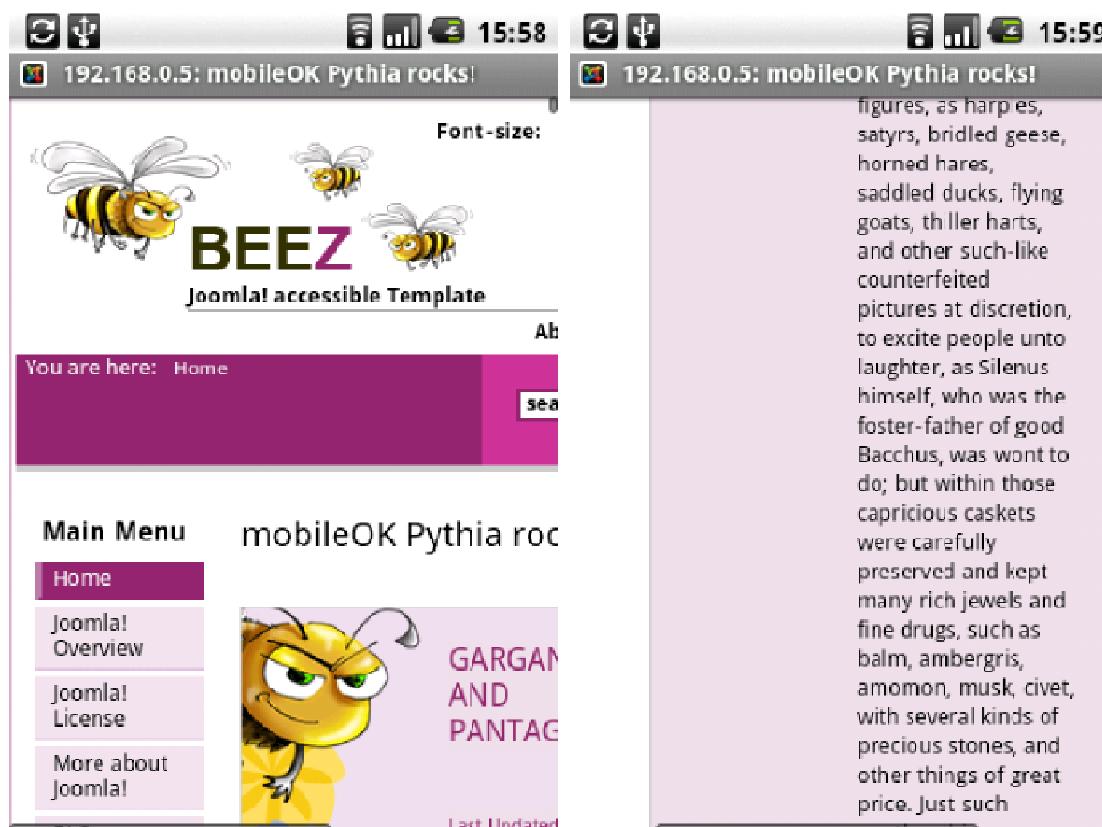 15:58
192.168.0.5: mobileOK Pythia rocks!
Font-size:
BEEZ
Joomla! accessible Template
Ab
You are here: Home
sea
Main Menu
mobileOK Pythia roc
Home
Joomla!
Overview
Joomla!
License
More about
Joomla!
GARGAN
AND
PANTAG
Last Updated
15:59
192.168.0.5: mobileOK Pythia rocks!
figures, as harpies,
satyrs, bridled geese,
horned hares,
saddled ducks, flying
goats, thiller harts,
and other such-like
counterfeited
pictures at discretion,
to excite people unto
laughter, as Silenus
himself, who was the
foster-father of good
Bacchus, was wont to
do; but within those
capricious caskets
were carefully
preserved and kept
many rich jewels and
fine drugs, such as
balm, ambergris,
amomon, musk, civet,
with several kinds of
precious stones, and
other things of great
price. Just such